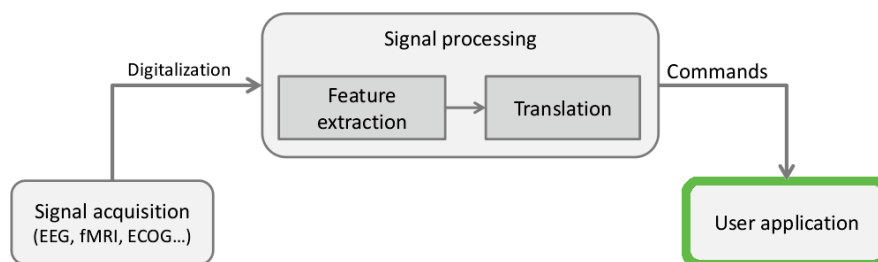 Signal processing
Digitalization
Commands
Feature
extraction
Translation
Signal acquisition
(EEG, fMRI, ECOG...)
User application